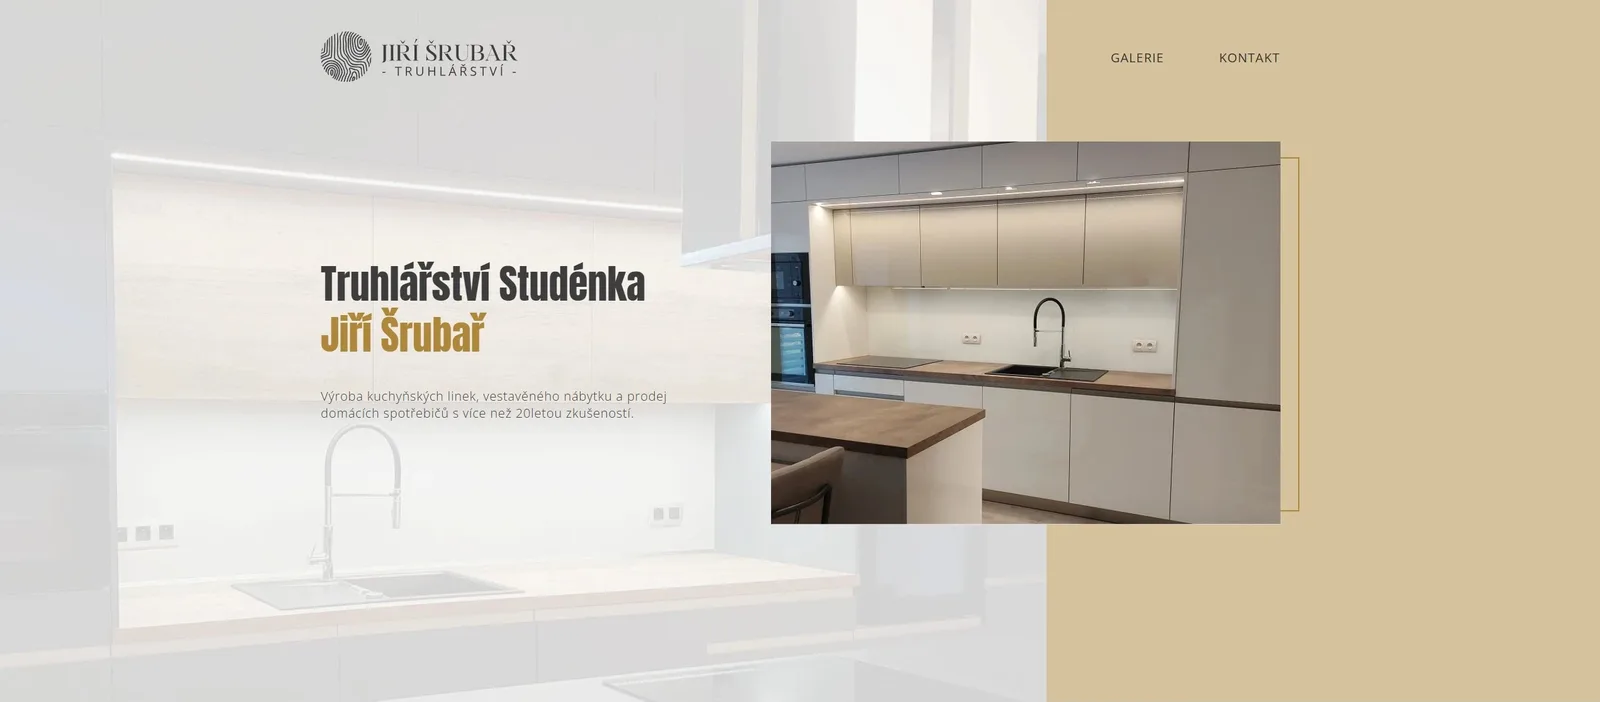 JIŘÍ ŠRUBAŘ
- TRUHLÁŘSTVÍ -
GALERIE
KONTAKT
Truhlářství Studénka
Jiří Šrubař
Výroba kuchyňských linek, vestavěného nábytku a prodej
domácích spotřebičů s více než 20letou zkušeností.